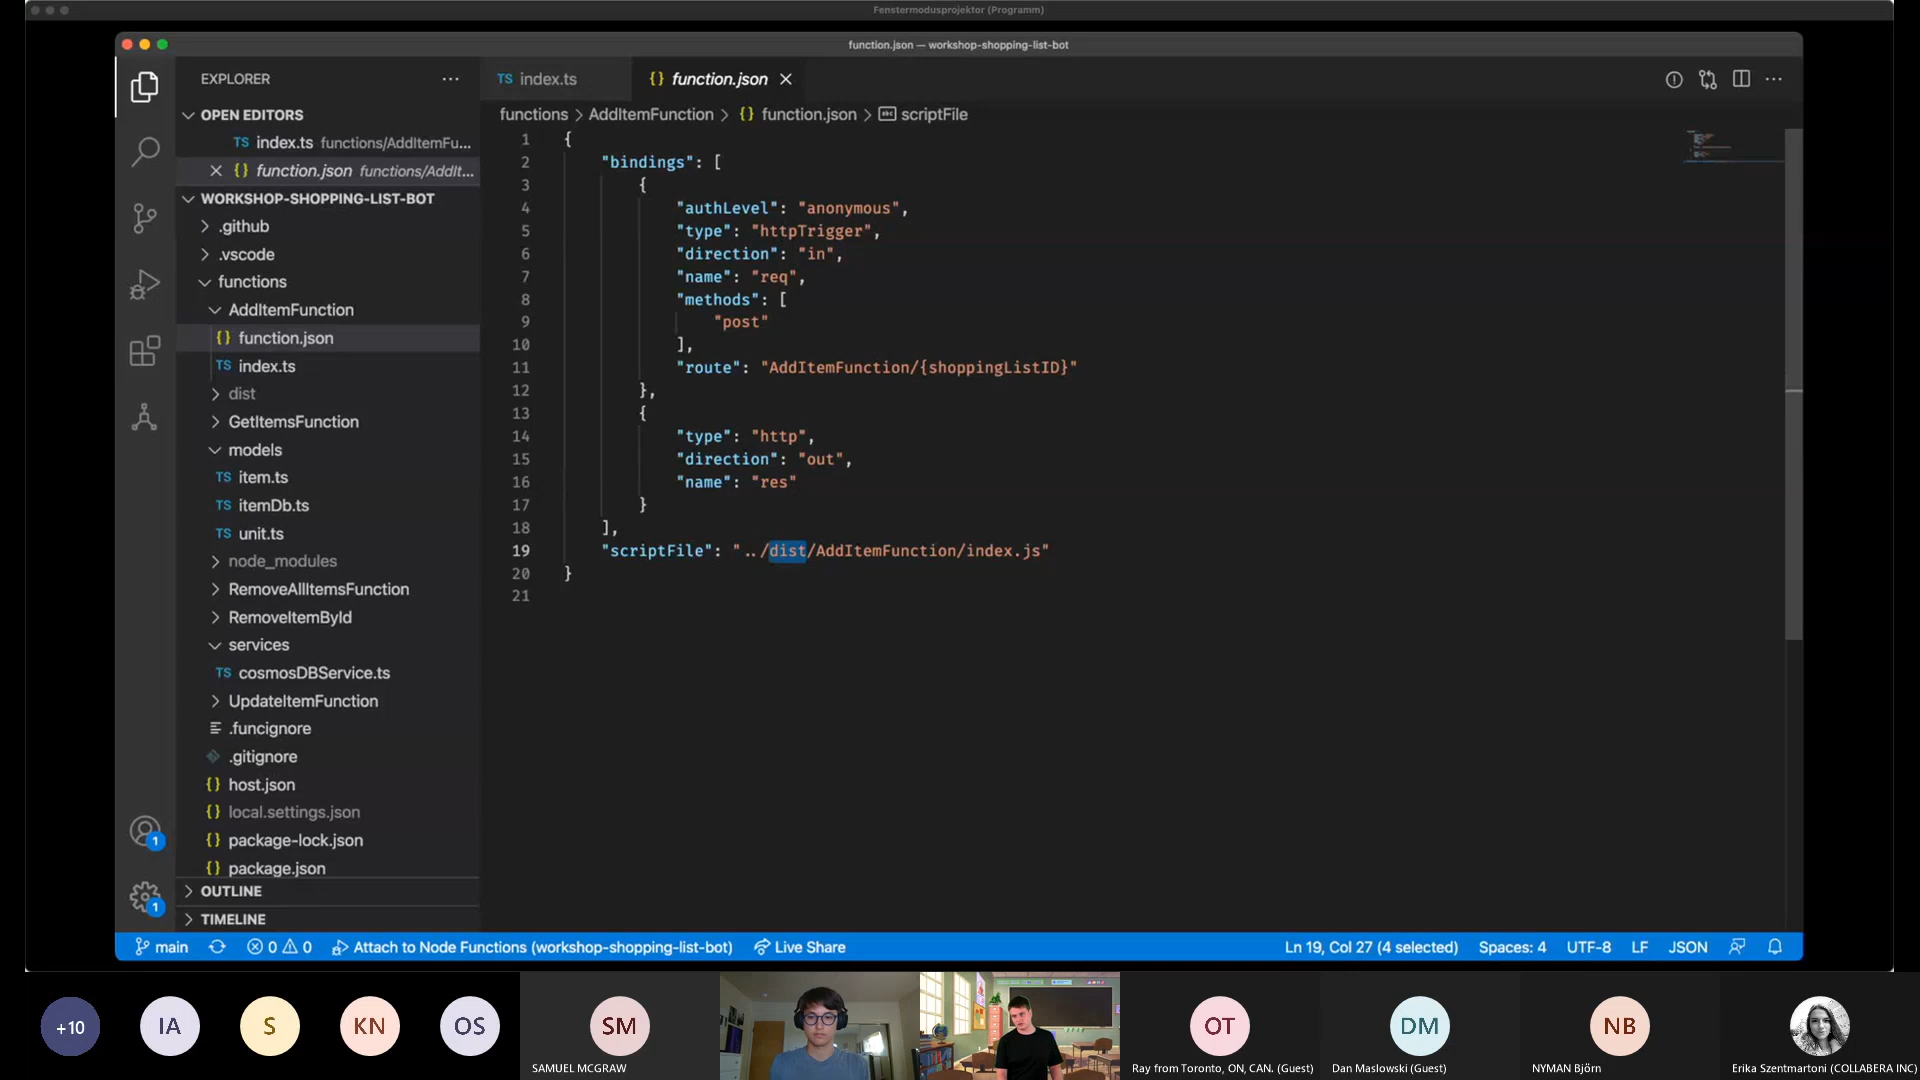 Fenstermodusprojektor (Programm)
function.json — workshop-shopping-list-bot
EXPLORER
TS index.ts
{} function.json
functions > AddItemFunction > {} function.json > abc scriptFile
OPEN EDITORS
TS index.ts functions/AddItemFu...
{} function.json functions/AddIt...
WORKSHOP-SHOPPING-LIST-BOT
.github
.vscode
functions
AddItemFunction
{} function.json
TS index.ts
dist
GetItemsFunction
models
TS item.ts
TS itemDb.ts
TS unit.ts
node_modules
RemoveAllItemsFunction
RemoveItemById
services
TS cosmosDBService.ts
UpdateItemFunction
.funcignore
.gitignore
{} host.json
{} local.settings.json
{} package-lock.json
{} package.json
OUTLINE
TIMELINE
1
1
1 {
2 "bindings": [
3 {
4 "authLevel": "anonymous",
5 "type": "httpTrigger",
6 "direction": "in",
7 "name": "req",
8 "methods": [
9 "post"
10 ],
11 "route": "AddItemFunction/{shoppingListID}"
12 },
13 {
14 "type": "http",
15 "direction": "out",
16 "name": "res"
17 }
18 ],
19 "scriptFile": "../dist/AddItemFunction/index.js"
20 }
21
main 0 0 Attach to Node Functions (workshop-shopping-list-bot) Live Share Ln 19, Col 27 (4 selected) Spaces: 4 UTF-8 LF JSON
+10 IA S KN OS SM OT DM NB
SAMUEL MCGRAW
Ray from Toronto, ON, CAN. (Guest)
Dan Maslowski (Guest)
NYMAN Björn
Erika Szentmartoni (COLLABERA INC)